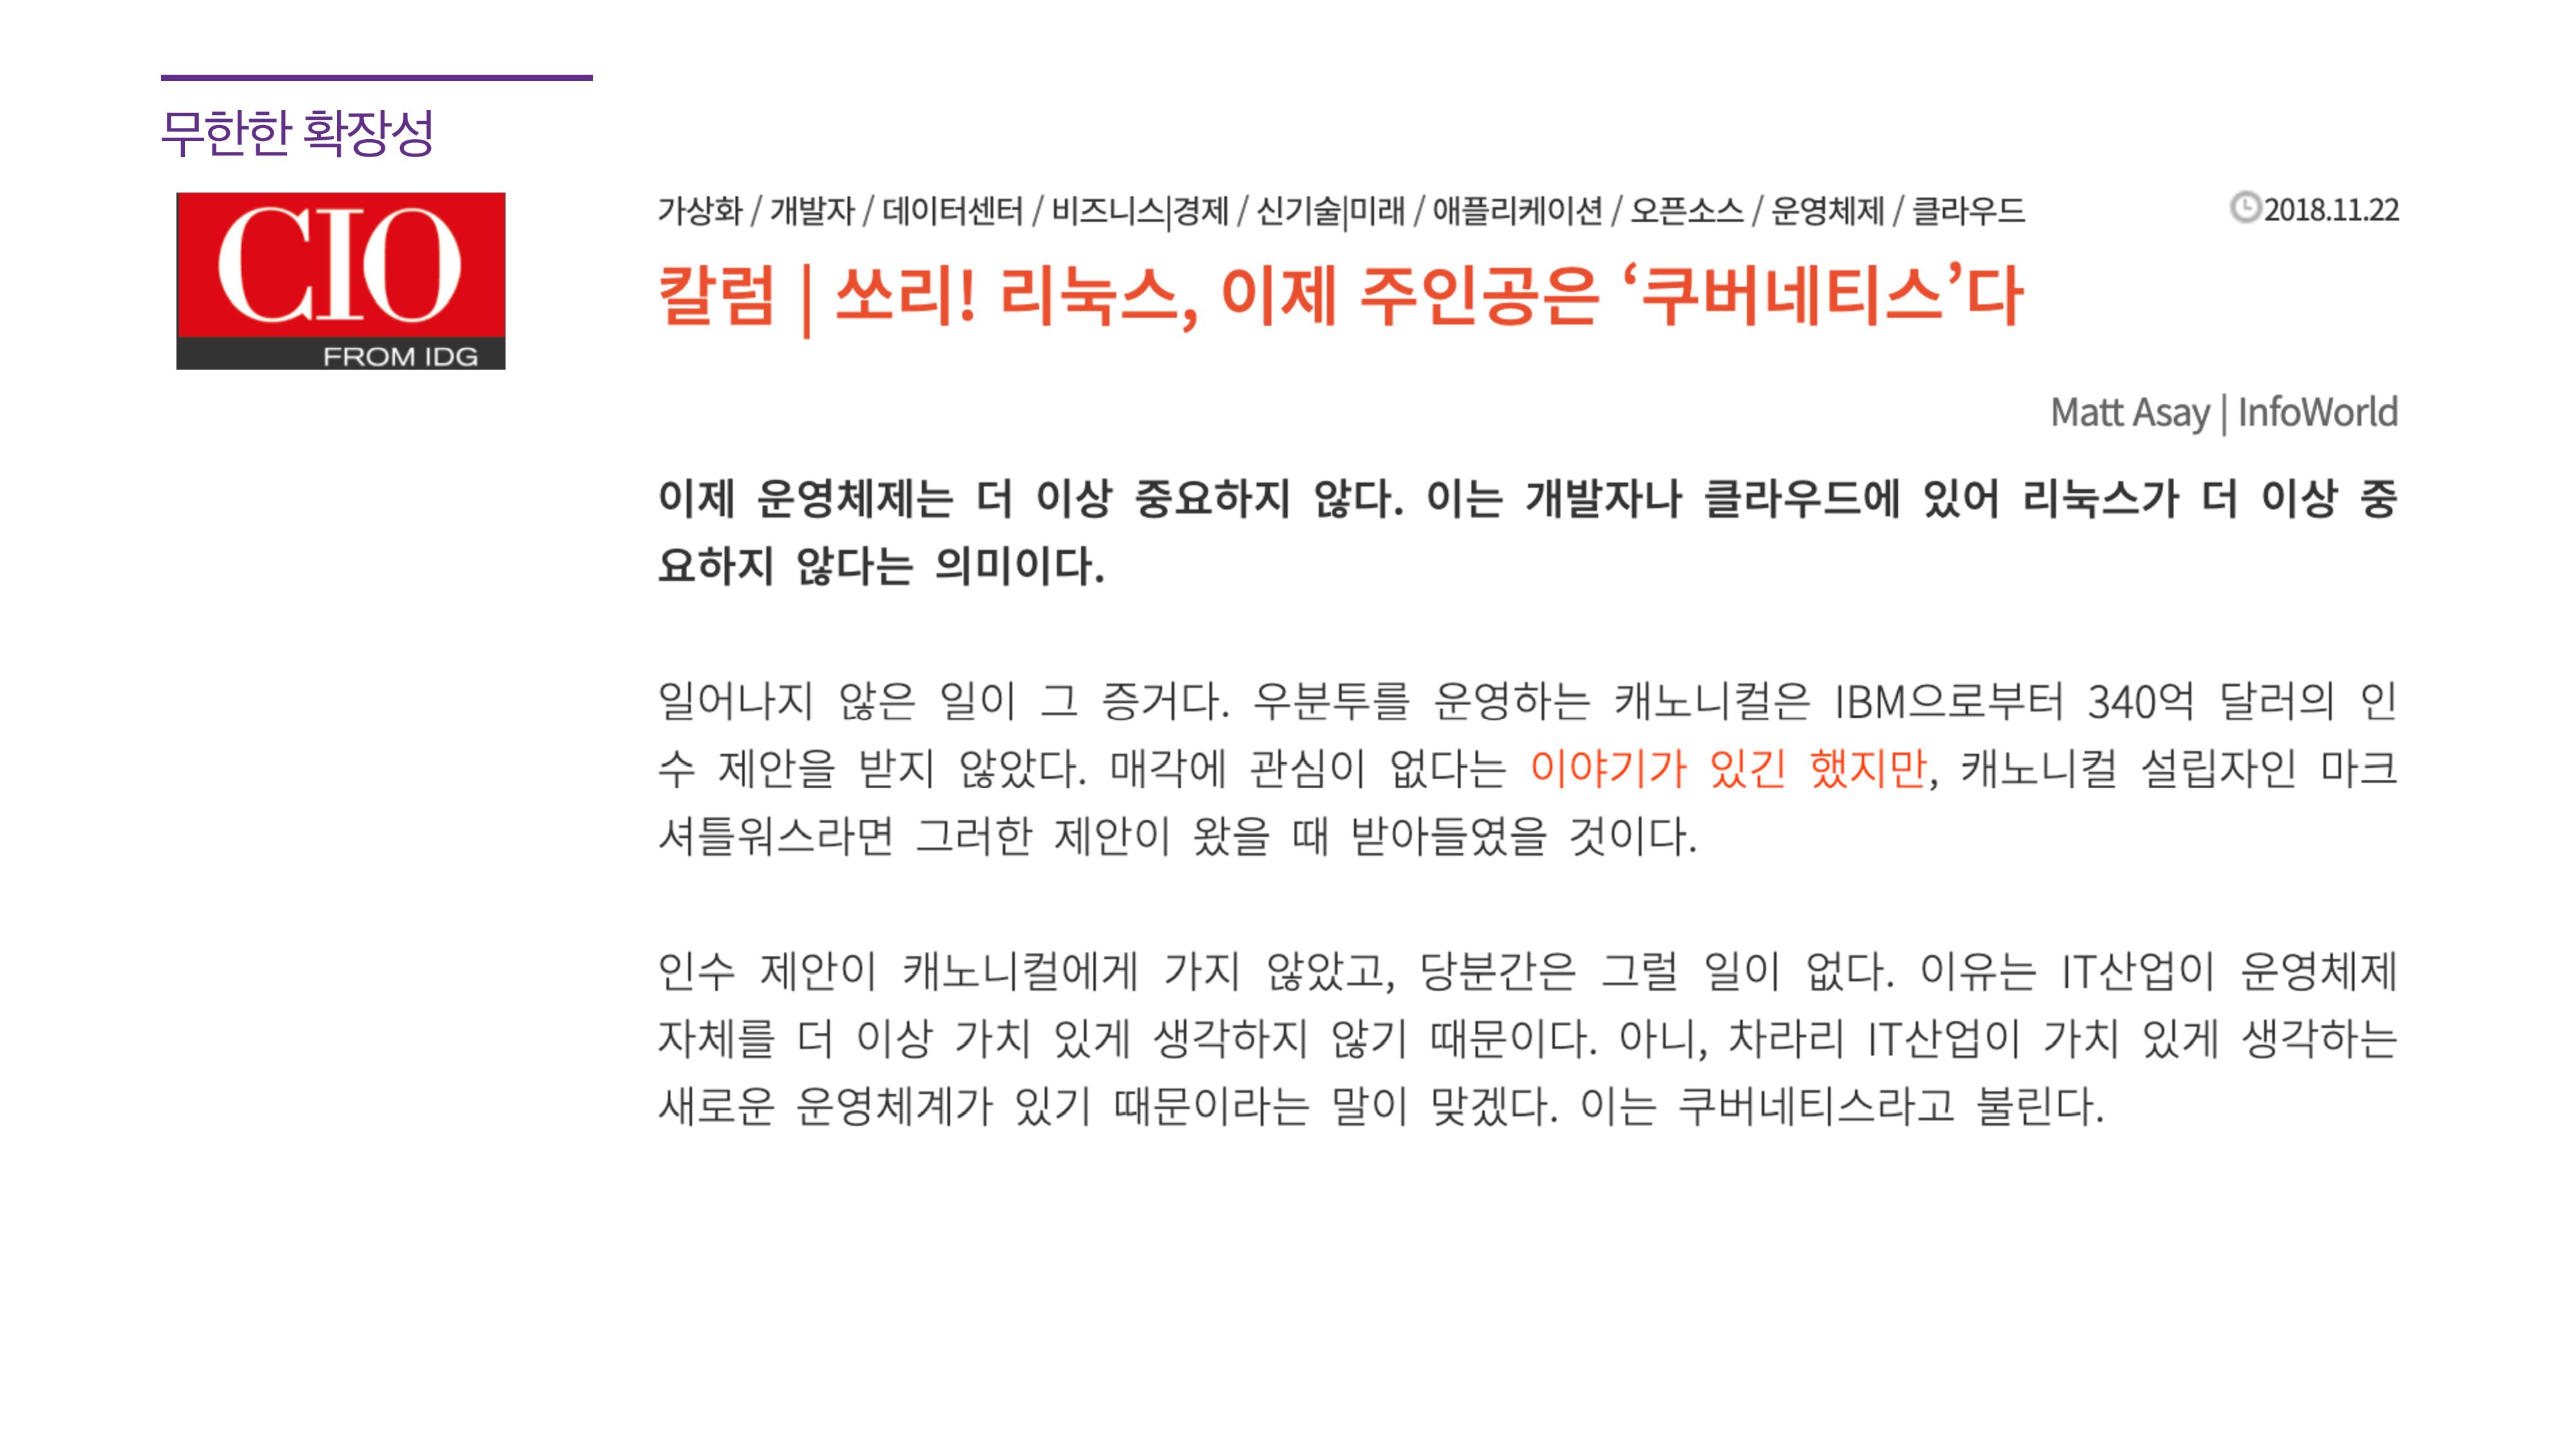 무한한 확장성
CIO
FROM IDG
가상화 / 개발자 / 데이터센터 / 비즈니스|경제 / 신기술|미래 / 애플리케이션 / 오픈소스 / 운영체제 / 클라우드
2018.11.22
칼럼 | 쏘리! 리눅스, 이제 주인공은 ‘쿠버네티스’다
Matt Asay | InfoWorld
이제 운영체제는 더 이상 중요하지 않다. 이는 개발자나 클라우드에 있어 리눅스가 더 이상 중
요하지 않다는 의미이다.
일어나지 않은 일이 그 증거다. 우분투를 운영하는 캐노니컬은 IBM으로부터 340억 달러의 인
수 제안을 받지 않았다. 매각에 관심이 없다는 이야기가 있긴 했지만, 캐노니컬 설립자인 마크
셔틀워스라면 그러한 제안이 왔을 때 받아들였을 것이다.
인수 제안이 캐노니컬에게 가지 않았고, 당분간은 그럴 일이 없다. 이유는 IT산업이 운영체제
자체를 더 이상 가치 있게 생각하지 않기 때문이다. 아니, 차라리 IT산업이 가치 있게 생각하는
새로운 운영체계가 있기 때문이라는 말이 맞겠다. 이는 쿠버네티스라고 불린다.